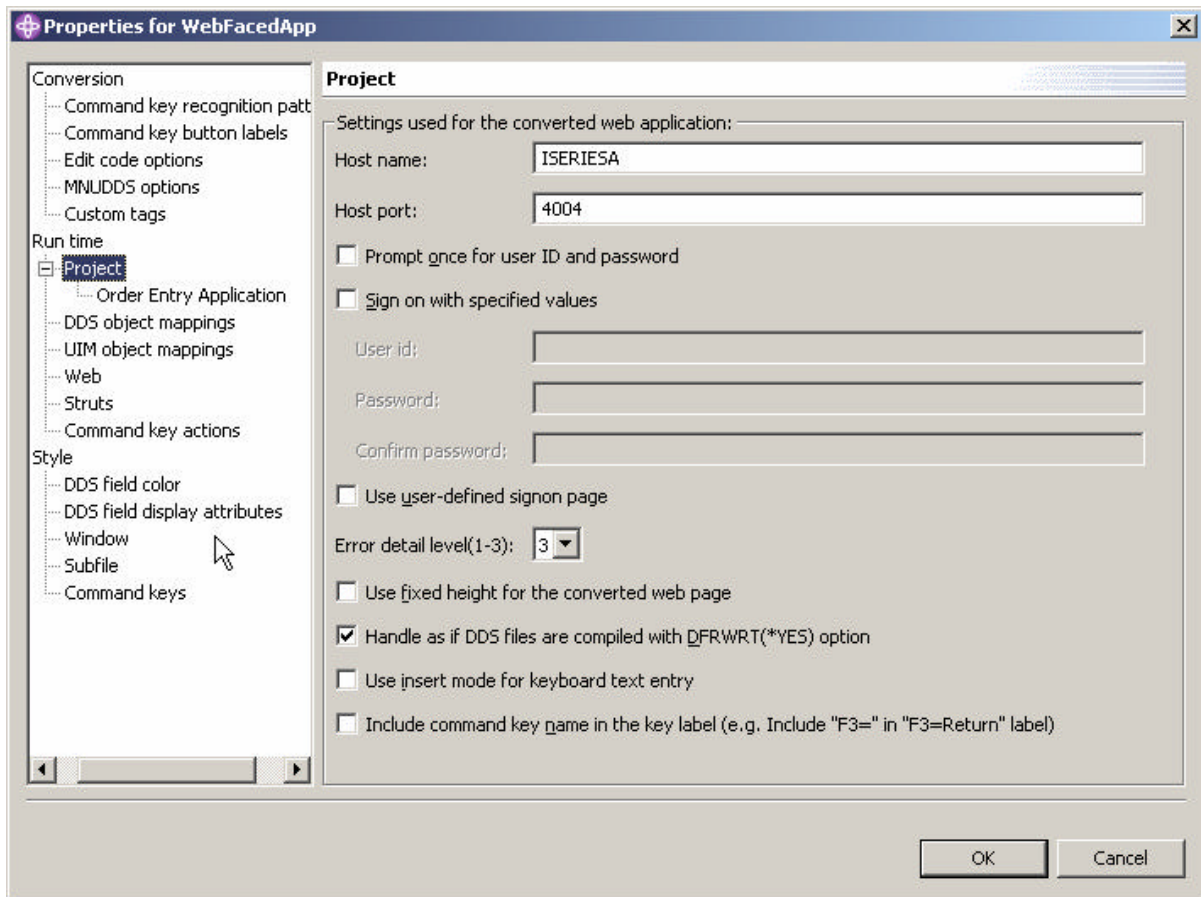 Properties for WebFacedApp
Conversion
Command key recognition patt
Command key button labels
Edit code options
MNUDDS options
Custom tags
Run time
Project
Order Entry Application
DDS object mappings
UIM object mappings
Web
Struts
Command key actions
Style
DDS field color
DDS field display attributes
Window
Subfile
Command keys
Project
Settings used for the converted web application:
Host name: ISERIESA
Host port: 4004
Prompt once for user ID and password
Sign on with specified values
User id:
Password:
Confirm password:
Use user-defined signon page
Error detail level(1-3): 3
Use fixed height for the converted web page
Handle as if DDS files are compiled with DFRWRT(*YES) option
Use insert mode for keyboard text entry
Include command key name in the key label (e.g. Include "F3=" in "F3=Return" label)
OK Cancel